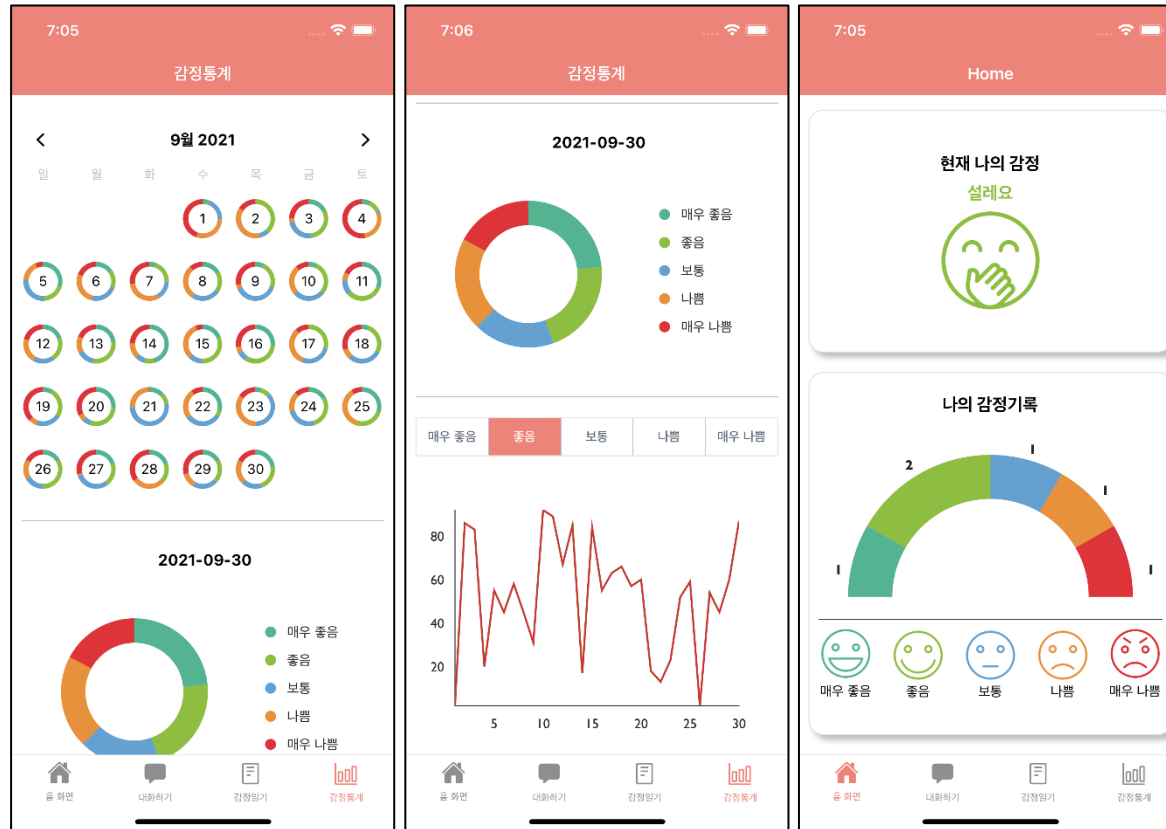 7:05
감정통계
9월 2021
일 월 화 수 목 금 토
1 2 3 4
5 6 7 8 9 10 11
12 13 14 15 16 17 18
19 20 21 22 23 24 25
26 27 28 29 30
2021-09-30
매우 좋음
좋음
보통
나쁨
매우 나쁨
홈 화면 대화하기 감정일기 감정통계
7:06
감정통계
2021-09-30
매우 좋음
좋음
보통
나쁨
매우 나쁨
매우 좋음 좋음 보통 나쁨 매우 나쁨
80
60
40
20
5 10 15 20 25 30
홈 화면 대화하기 감정일기 감정통계
7:05
Home
현재 나의 감정
설레요
나의 감정기록
1 2 1 1 1
매우 좋음 좋음 보통 나쁨 매우 나쁨
홈 화면 대화하기 감정일기 감정통계